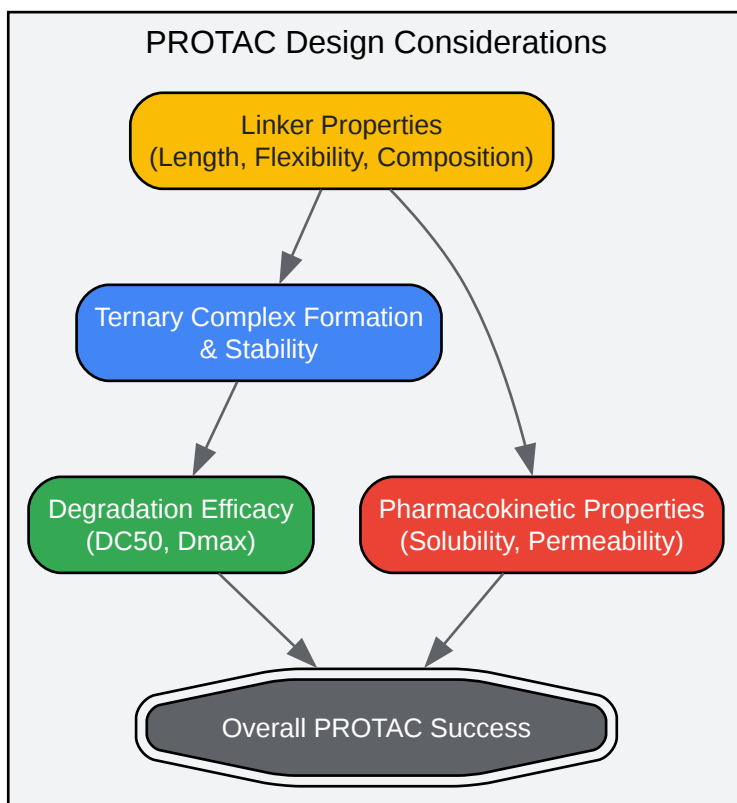 PROTAC Design Considerations
Linker Properties
(Length, Flexibility, Composition)
Ternary Complex Formation
& Stability
Degradation Efficacy
(DC50, Dmax)
Pharmacokinetic Properties
(Solubility, Permeability)
Overall PROTAC Success